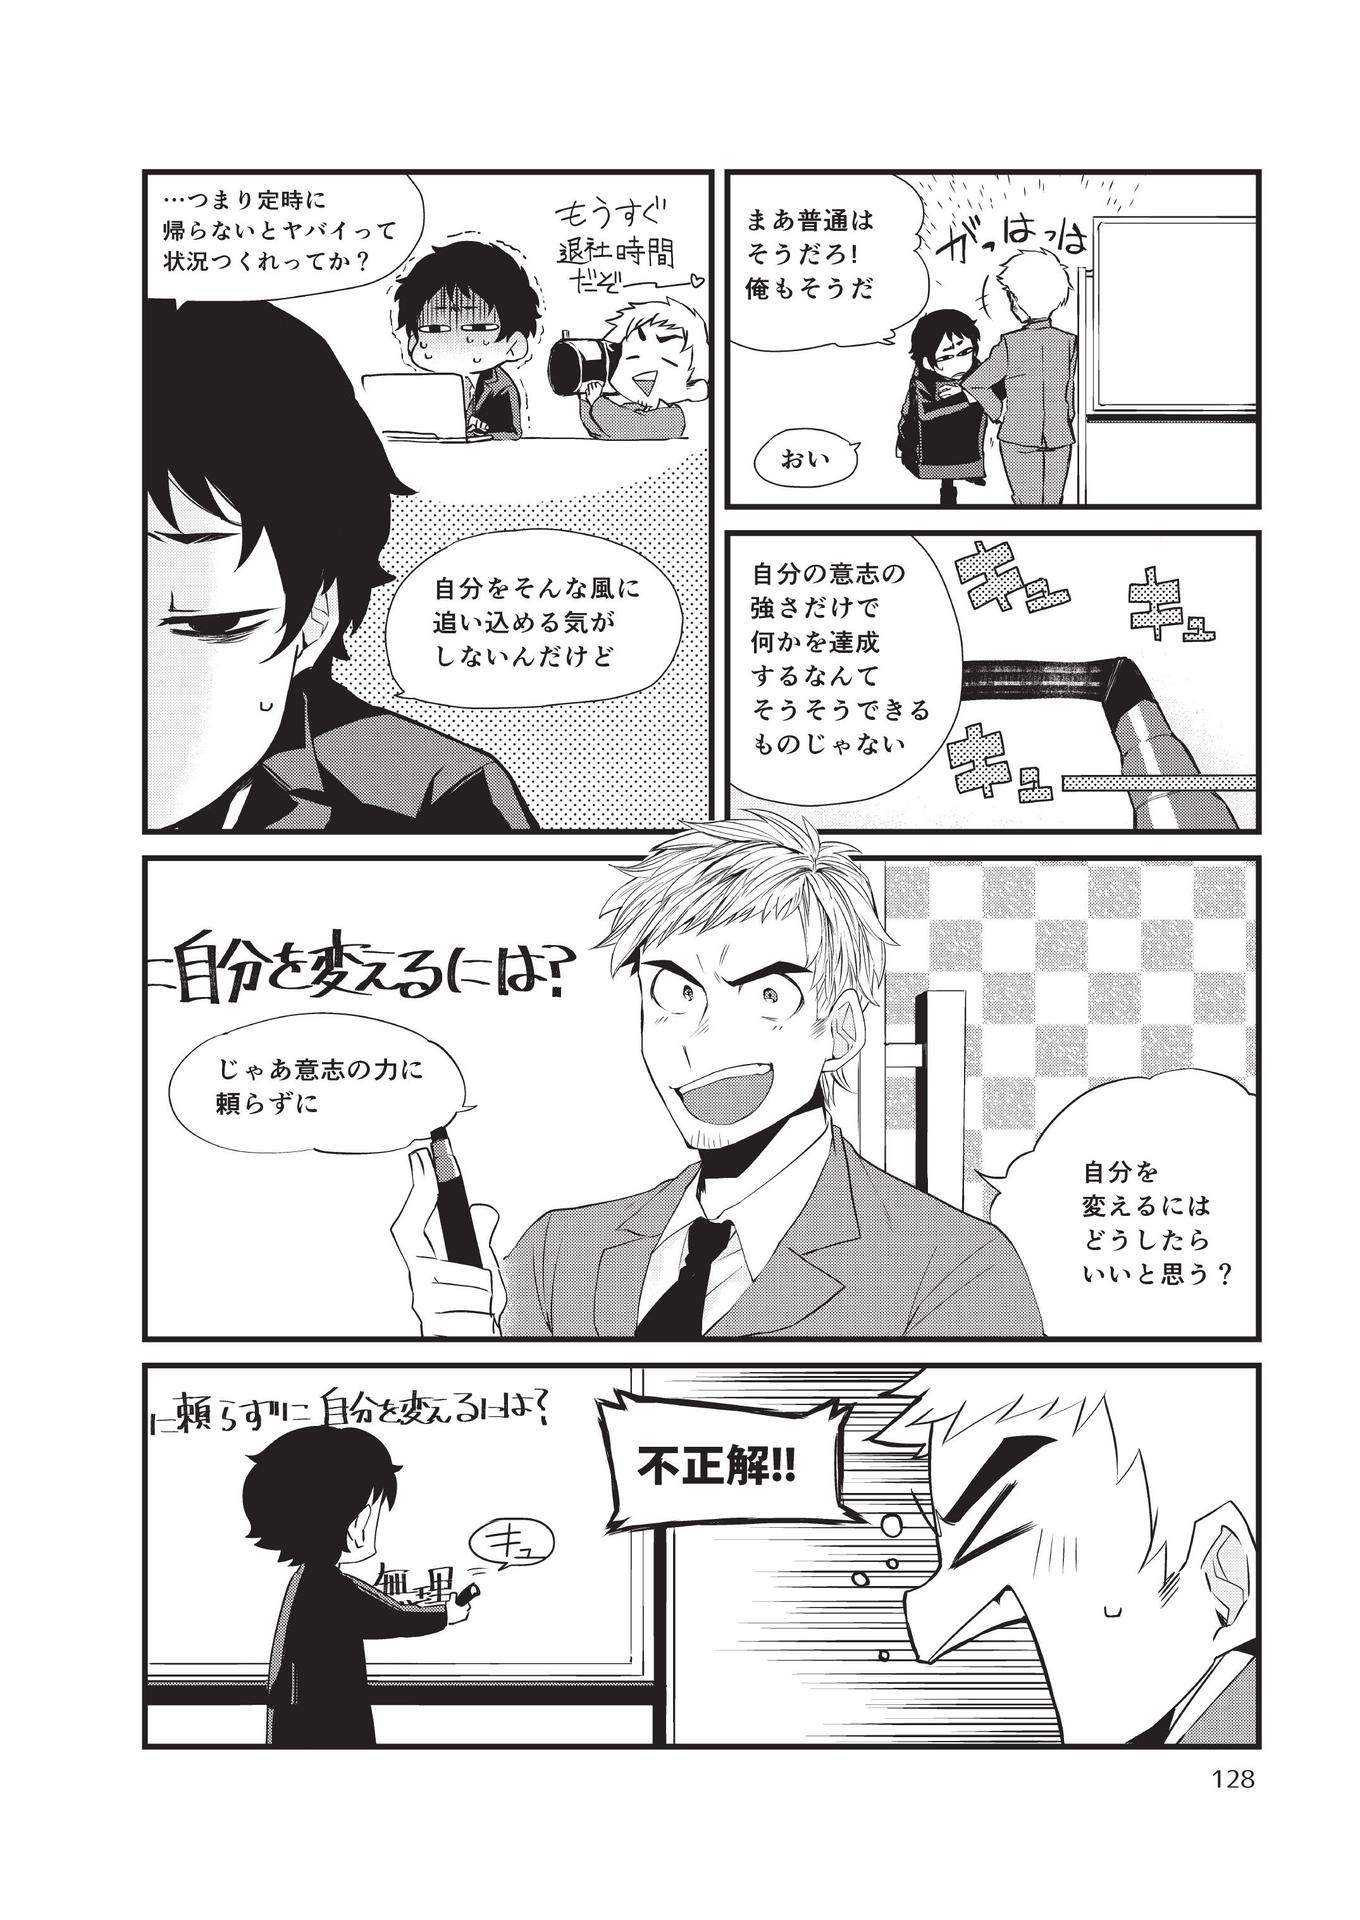 …つまり定時に
帰らないとヤバイって
状況つくれってか？
もうすぐ
退社時間
だぞ――♡
自分をそんな風に
追い込める気が
しないんだけど
まあ普通は
そうだろ!
俺もそうだ
がっはっは
おい
自分の意志の
強さだけで
何かを達成
するなんて
そうそうできる
ものじゃない
キュ
キュ
キュ
に自分を変えるには?
じゃあ意志の力に
頼らずに
自分を
変えるには
どうしたら
いいと思う？
に頼らずに 自分を変えるには?
無理
キュ
不正解!!
128